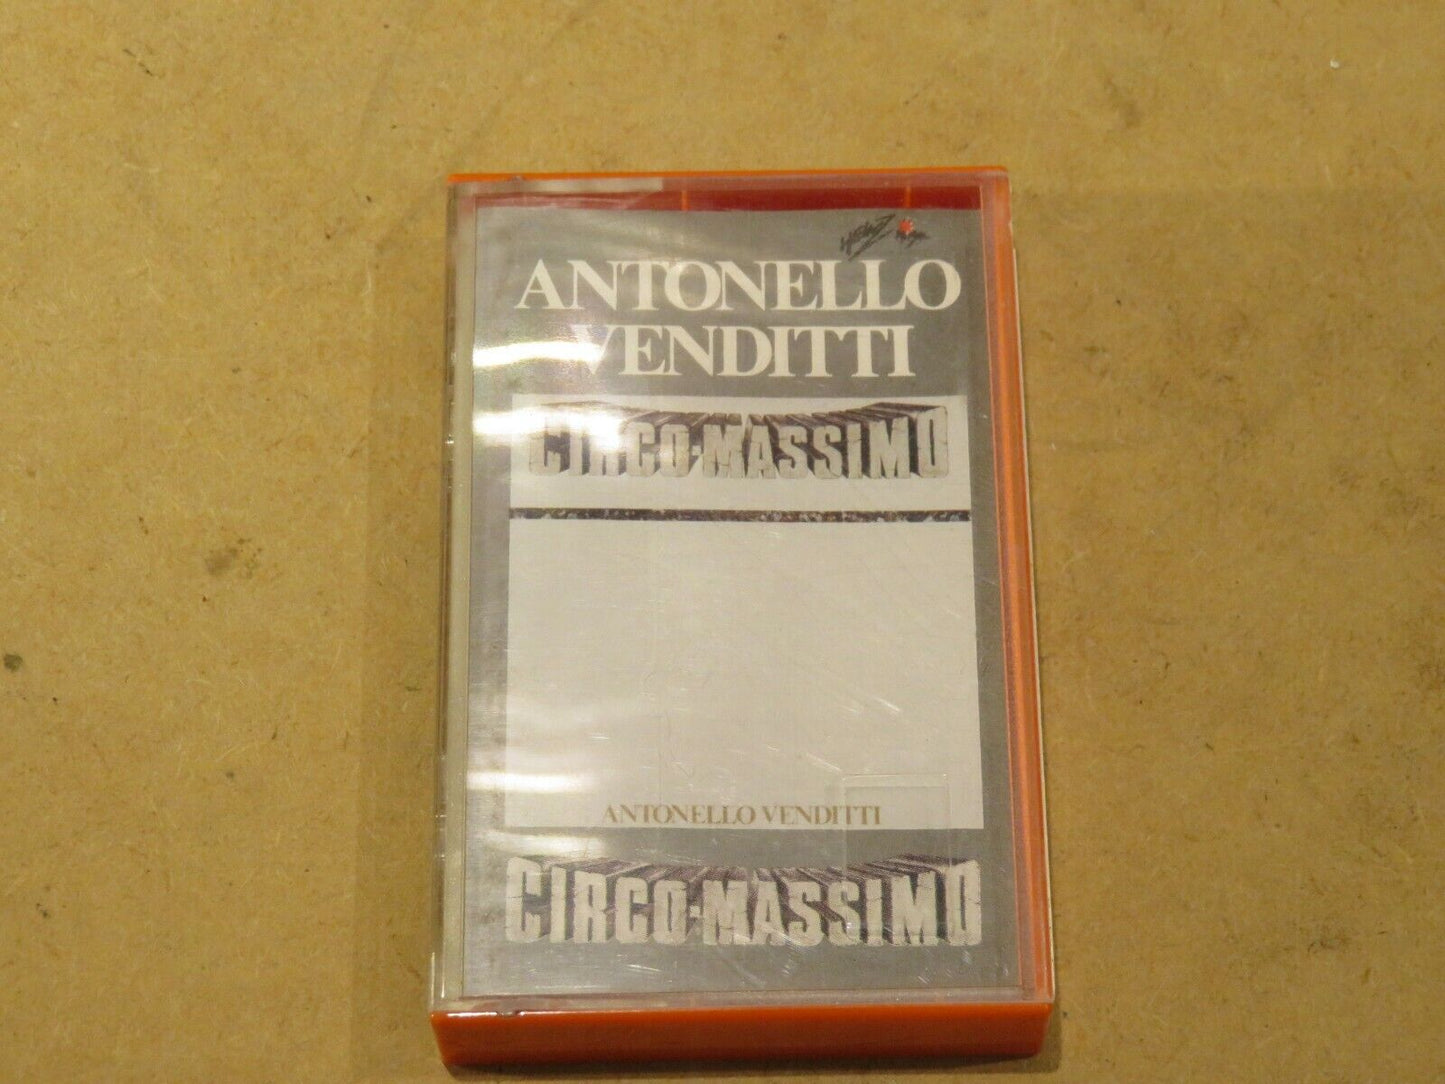 ANTONELLO
VENDITTI
CIRCO·MASSIMO
ANTONELLO VENDITTI
CIRCO·MASSIMO